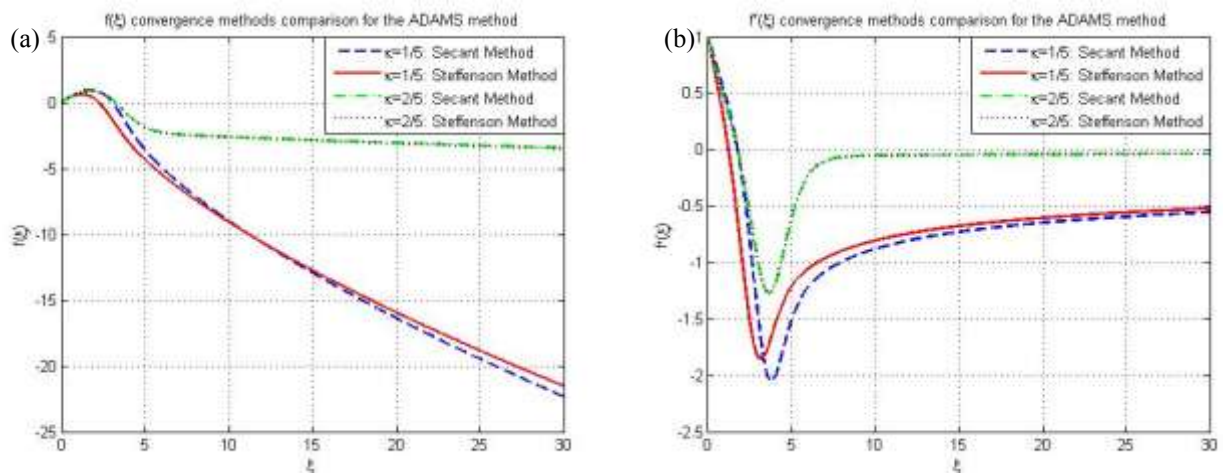 (a)
f(ξ) convergence methods comparison for the ADAMS method
κ=1/5: Secant Method
κ=1/5: Steffenson Method
κ=2/5: Secant Method
κ=2/5: Steffenson Method
5
0
-5
-10
-15
-20
-25
f(ξ)
0 5 10 15 20 25 30
ξ
(b)
f'(ξ) convergence methods comparison for the ADAMS method
κ=1/5: Secant Method
κ=1/5: Steffenson Method
κ=2/5: Secant Method
κ=2/5: Steffenson Method
1
0.5
0
-0.5
-1
-1.5
-2
-2.5
f'(ξ)
0 5 10 15 20 25 30
ξ